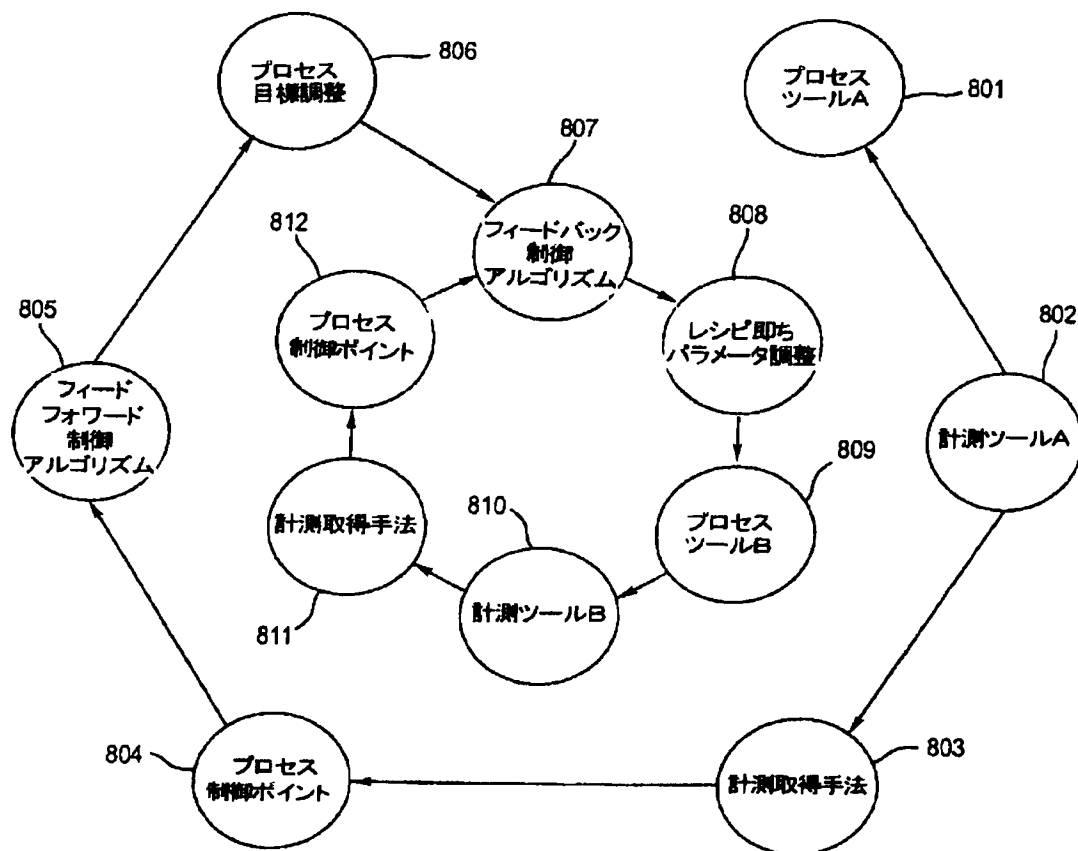 806
プロセス
目標調整
プロセス
ツールA
801
807
フィードバック
制御
アルゴリズム
812
プロセス
制御ポイント
808
レシピ即ち
パラメータ調整
805
フィード
フォワード
制御
アルゴリズム
802
計測ツールA
809
プロセス
ツールB
810
計測ツールB
計測取得手法
811
804
プロセス
制御ポイント
803
計測取得手法